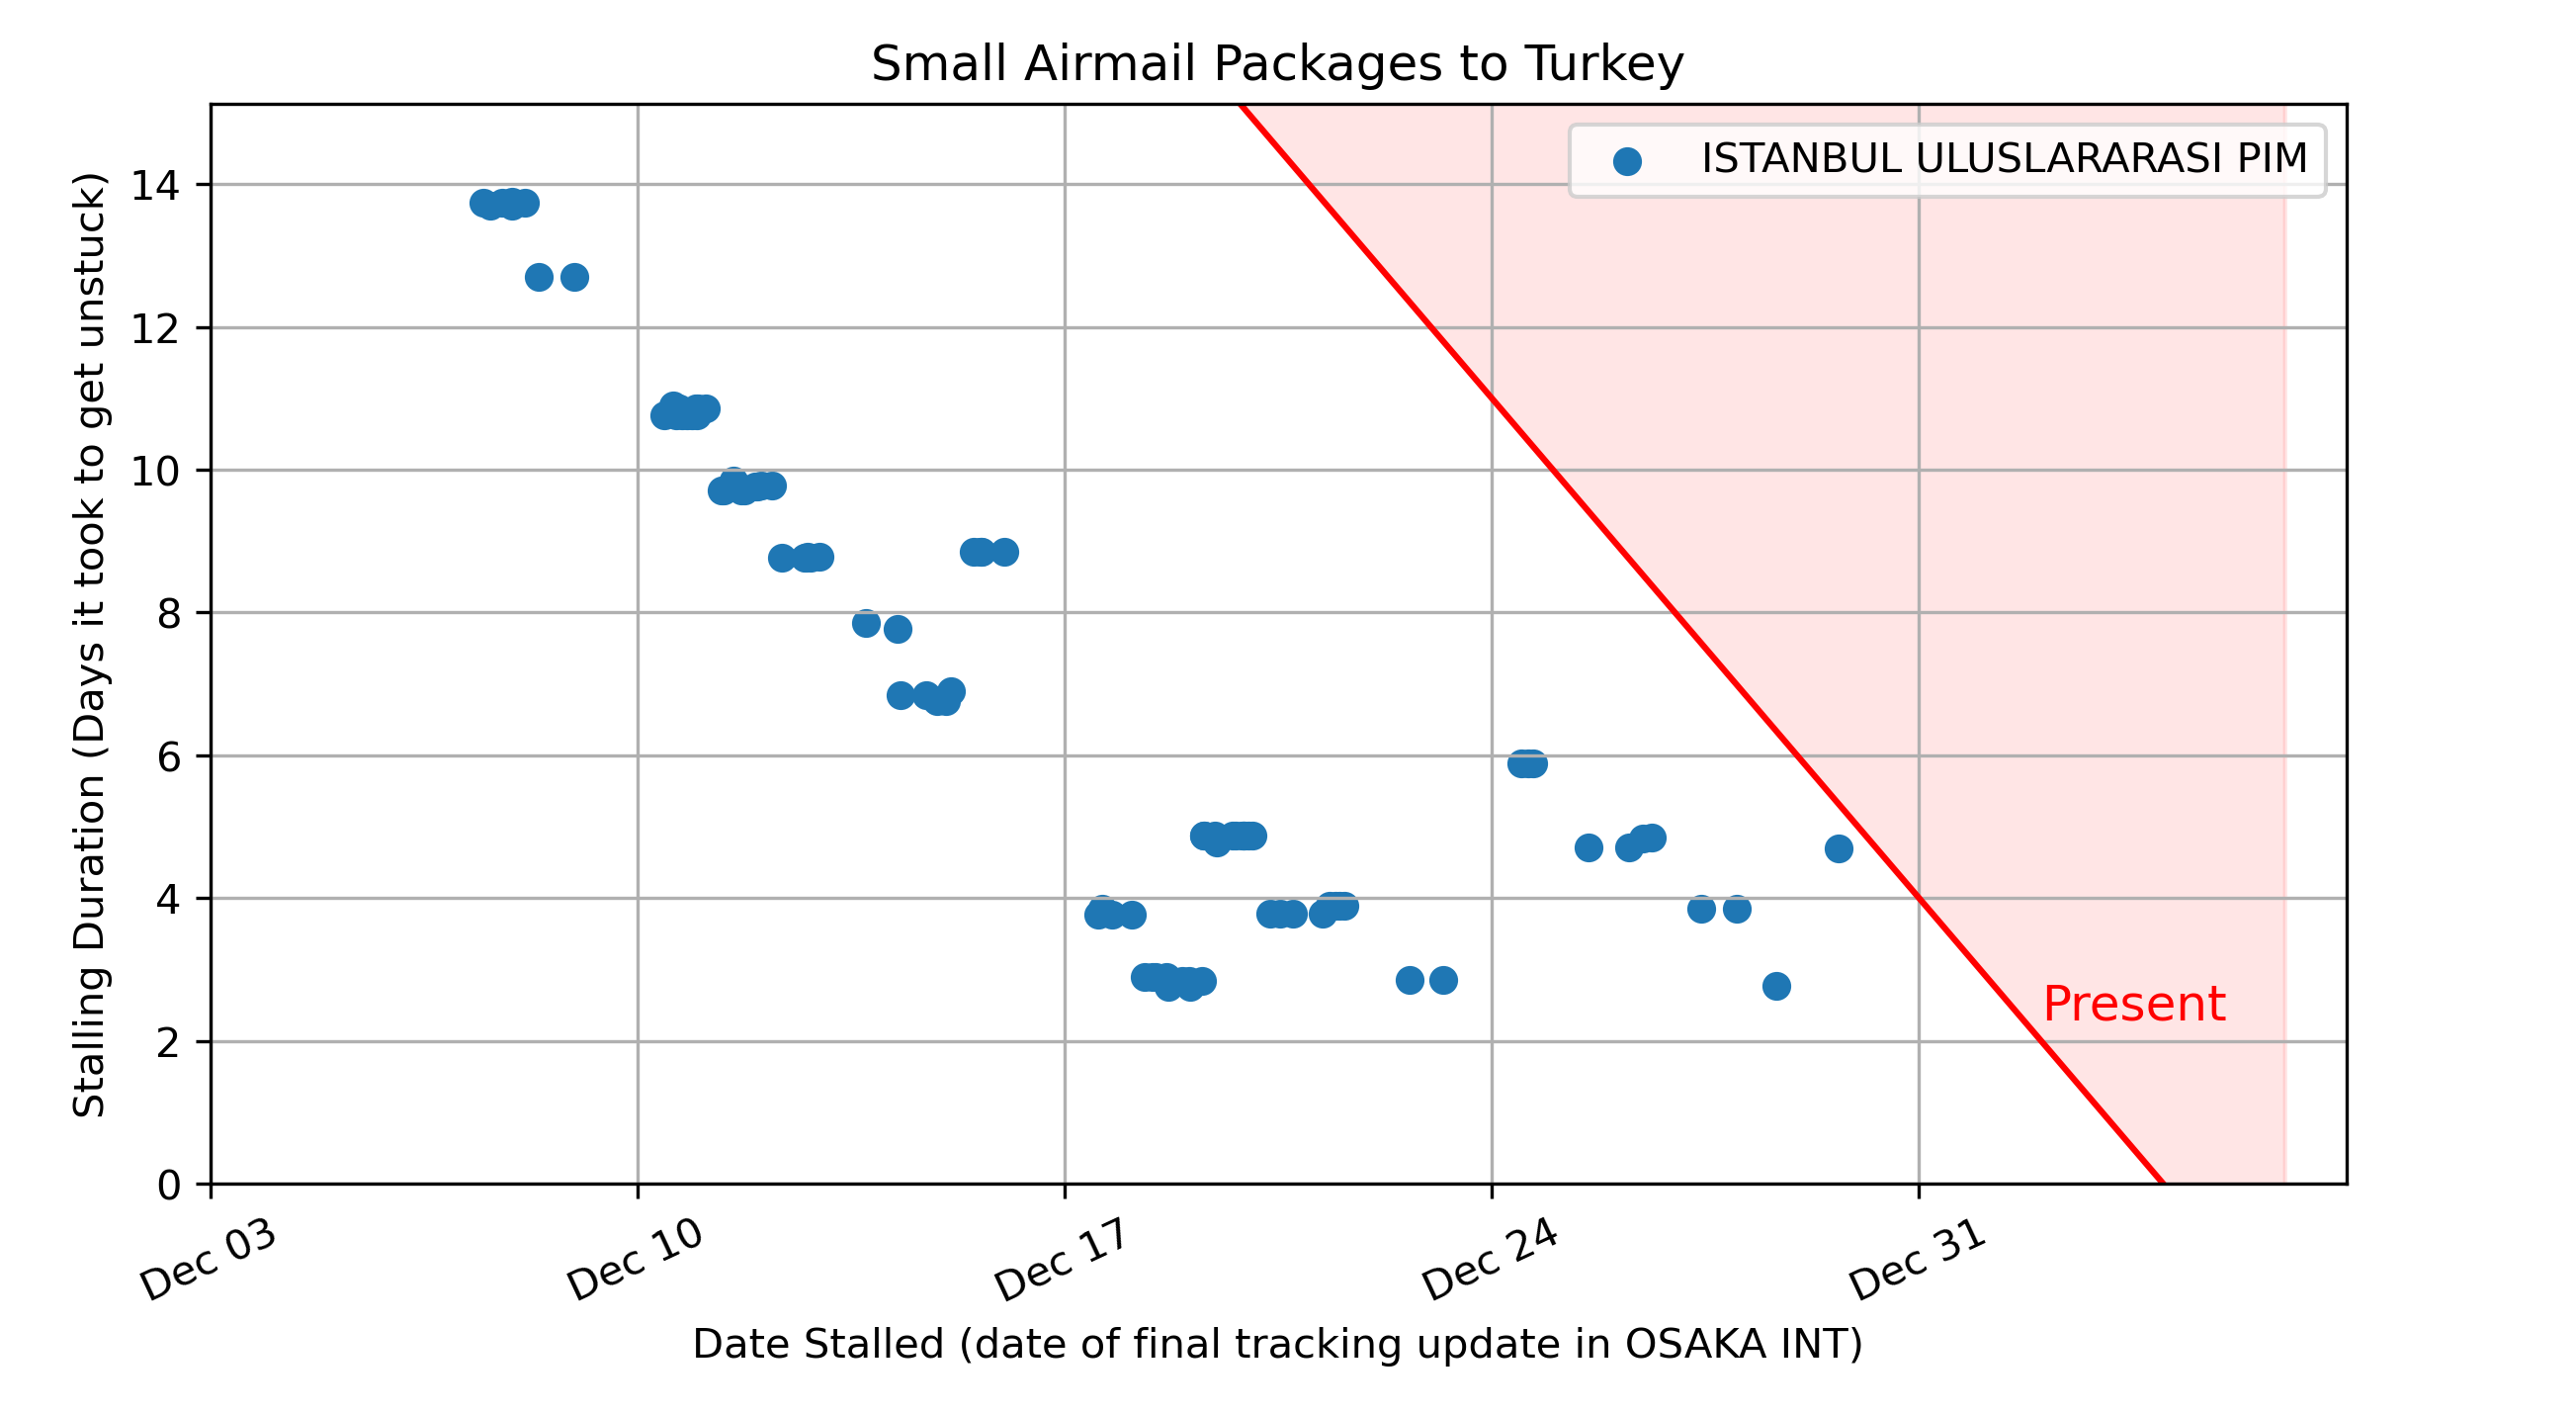 Small Airmail Packages to Turkey
ISTANBUL ULUSLARARASI PIM
Stalling Duration (Days it took to get unstuck)
14
12
10
8
6
4
2
0
Present
Dec 03
Dec 10
Dec 17
Dec 24
Dec 31
Date Stalled (date of final tracking update in OSAKA INT)